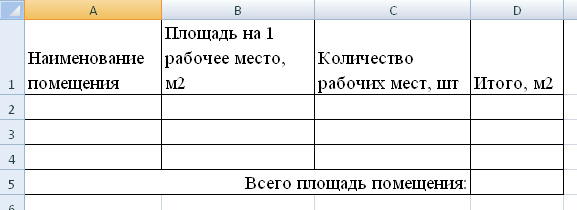 A B C D
1 Наименование помещения Площадь на 1 рабочее место, м2 Количество рабочих мест, шт Итого, м2
2
3
4
5 Всего площадь помещения: